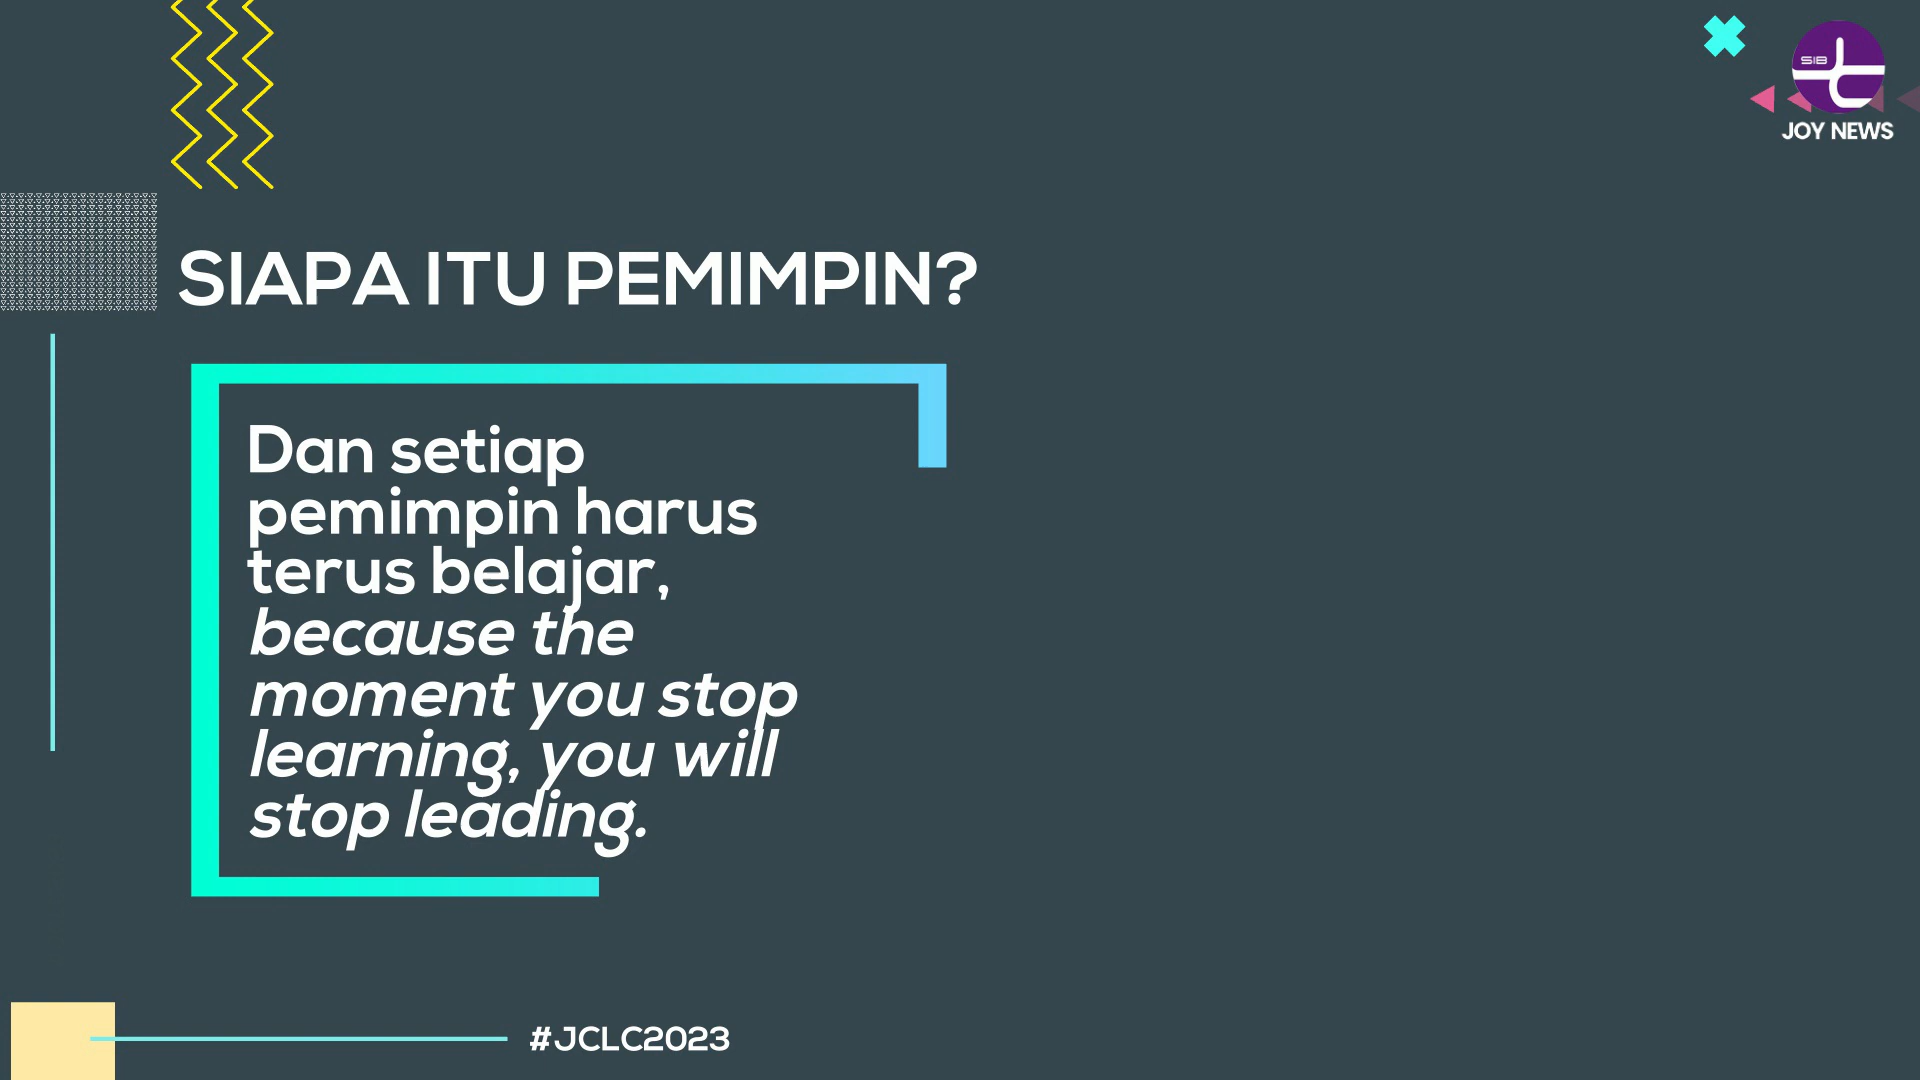 SIB
JOY NEWS
SIAPA ITU PEMIMPIN?
Dan setiap
pemimpin harus
terus belajar,
because the
moment you stop
learning, you will
stop leading.
#JCLC2023